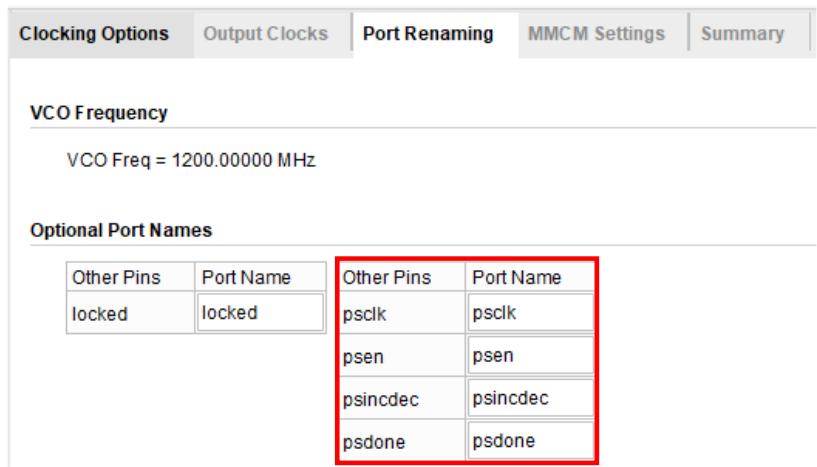 Clocking Options Output Clocks Port Renaming MMCM Settings Summary
VCO Frequency
VCO Freq = 1200.00000 MHz
Optional Port Names
Other Pins Port Name Other Pins Port Name
locked locked psclk psclk
psen psen
psincdec psincdec
psdone psdone